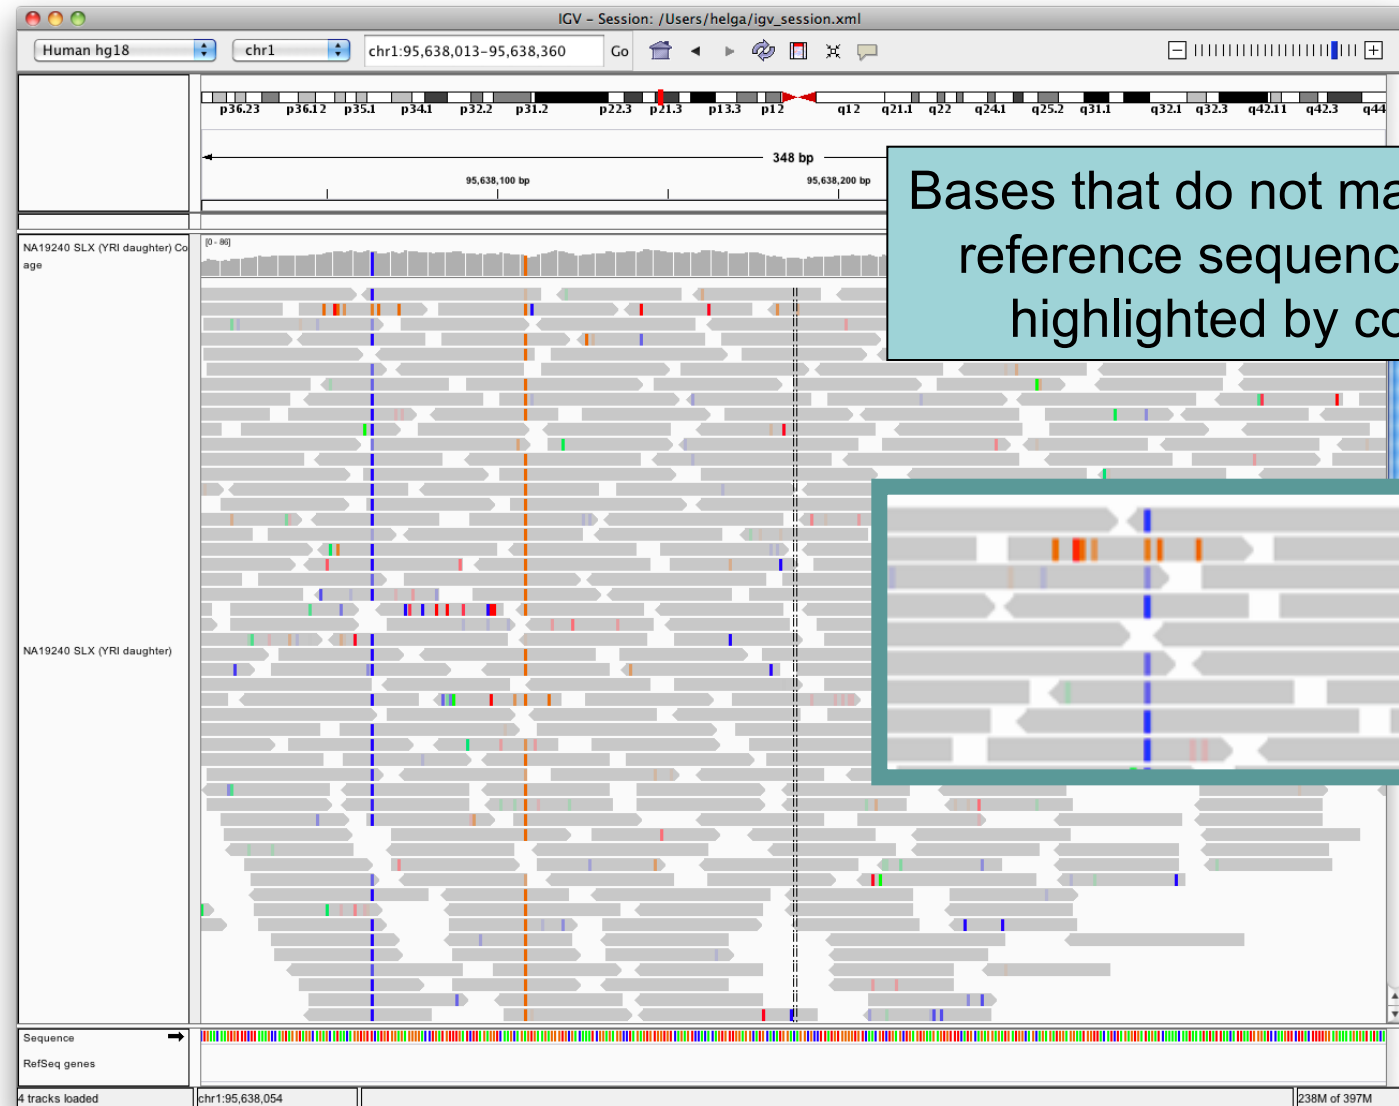 IGV - Session: /Users/helga/igv_session.xml
Human hg18 chr1 chr1:95,638,013-95,638,360 Go
p36.23 p36.12 p35.1 p34.1 p32.2 p31.2 p22.3 p21.3 p13.3 p12 q12 q21.1 q22 q24.1 q25.2 q31.1 q32.1 q32.3 q42.11 q42.3 q44
348 bp
95,638,100 bp 95,638,200 bp
Bases that do not ma
reference sequenc
highlighted by co
NA19240 SLX (YRI daughter) Co
age
[0 - 86]
NA19240 SLX (YRI daughter)
Sequence
RefSeq genes
4 tracks loaded chr1:95,638,054 238M of 397M